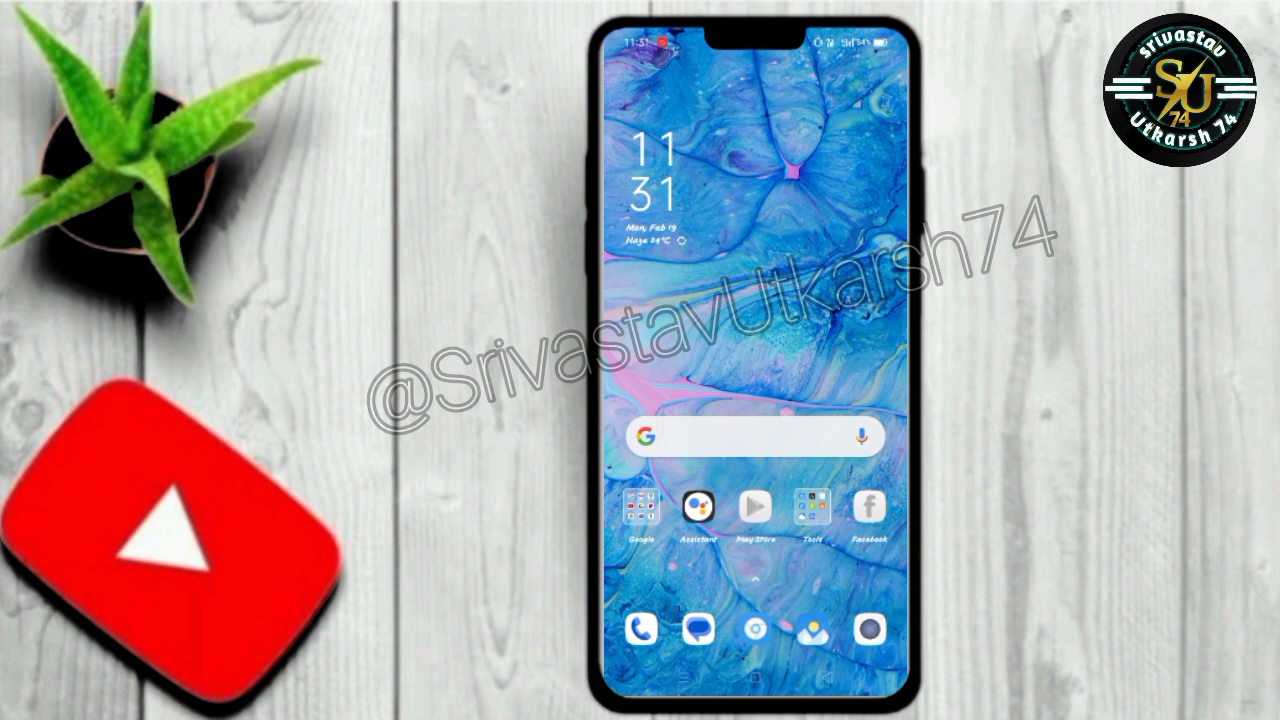 11:31
54%
11
31
Mon, Feb 19
Haze 24°C
@SrivastavUtkarsh74
Google
Assistant
Play Store
Tools
Facebook
srivastav
SU
74
Utkarsh 74